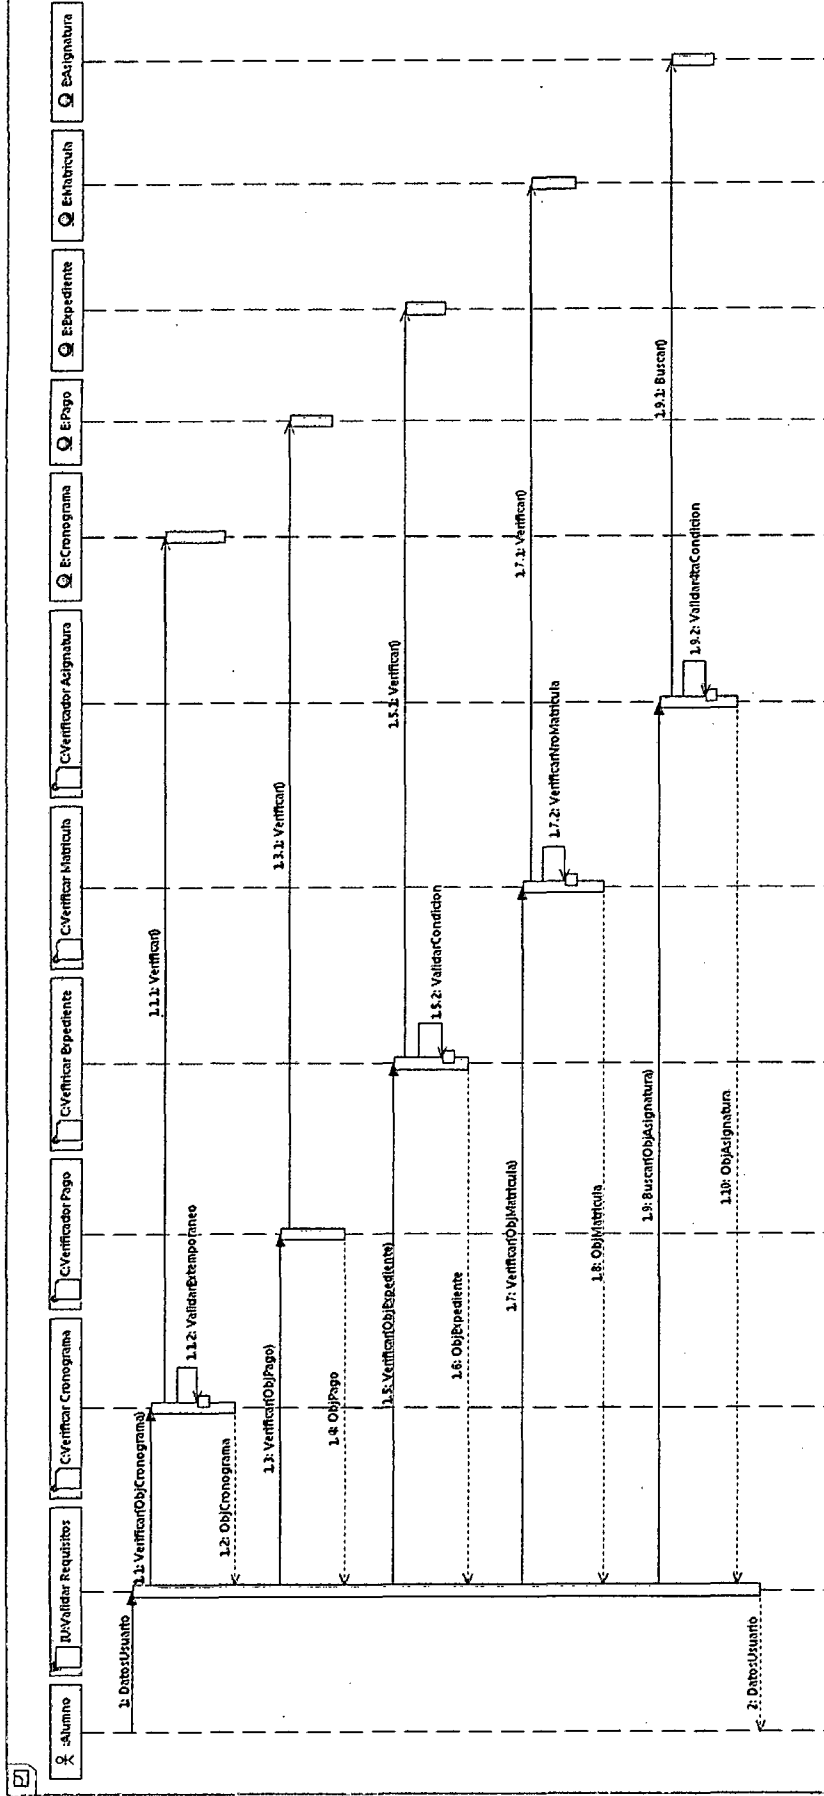 :Alumno
IU:Validar Requisitos
C:Verificar Cronograma
C:Verificador Pago
C:Vefiricar Expediente
C:Verificar Matricula
C:Verificador Asignatura
E:Cronograma
E:Pago
E:Expediente
E:Matricula
E:Asignatura
1: DatosUsuario
1.1: Verificar(ObjCronograma)
1.1.1: Verificar()
1.1.2: ValidarExtemporaneo
1.2: ObjCronograma
1.3: Verificar(ObjPago)
1.3.1: Verificar()
1.4: ObjPago
1.5: Verificar(ObjExpediente)
1.5.1: Verificar()
1.5.2: ValidarCondicion
1.6: ObjExpediente
1.7: Verificar(ObjMatricula)
1.7.1: Verificar()
1.7.2: VerificarNroMatricula
1.8: ObjMatricula
1.9: Buscar(ObjAsignatura)
1.9.1: Buscar()
1.9.2: Validar4taCondicion
1.10: ObjAsignatura
2: DatosUsuario